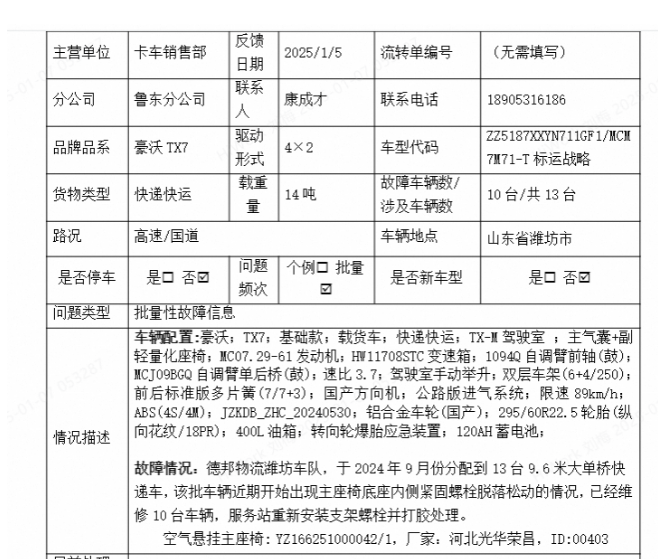 主营单位 卡车销售部 反馈日期 2025/1/5 流转单编号 （无需填写）
分公司 鲁东分公司 联系人 康成才 联系电话 18905316186
品牌品系 豪沃 TX7 驱动形式 4×2 车型代码 ZZ5187XXYN711GF1/MCM7M71-T 标运战略
货物类型 快递快运 载重量 14 吨 故障车辆数/涉及车辆数 10 台/共 13 台
路况 高速/国道 车辆地点 山东省潍坊市
是否停车 是□ 否☑ 问题频次 个例□ 批量☑ 是否新车型 是□ 否☑
问题类型 批量性故障信息
情况描述
车辆配置:豪沃；TX7；基础款；载货车；快递快运；TX-M 驾驶室 ；主气囊+副
轻量化座椅；MC07.29-61 发动机；HW11708STC 变速箱；1094Q 自调臂前轴(鼓)；
MCJ09BGQ 自调臂单后桥(鼓)；速比 3.7；驾驶室手动举升；双层车架(6+4/250)；
前后标准版多片簧(7/7+3)；国产方向机；公路版进气系统；限速 89km/h；
ABS(4S/4M)；JZKDB_ZHC_20240530；铝合金车轮(国产)；295/60R22.5 轮胎(纵
向花纹/18PR)；400L 油箱；转向轮爆胎应急装置；120AH 蓄电池；
故障情况：德邦物流潍坊车队，于 2024 年 9 月份分配到 13 台 9.6 米大单桥快
递车，该批车辆近期开始出现主座椅底座内侧紧固螺栓脱落松动的情况，已经维
修 10 台车辆，服务站重新安装支架螺栓并打胶处理。
空气悬挂主座椅：YZ166251000042/1，厂家：河北光华荣昌，ID:00403